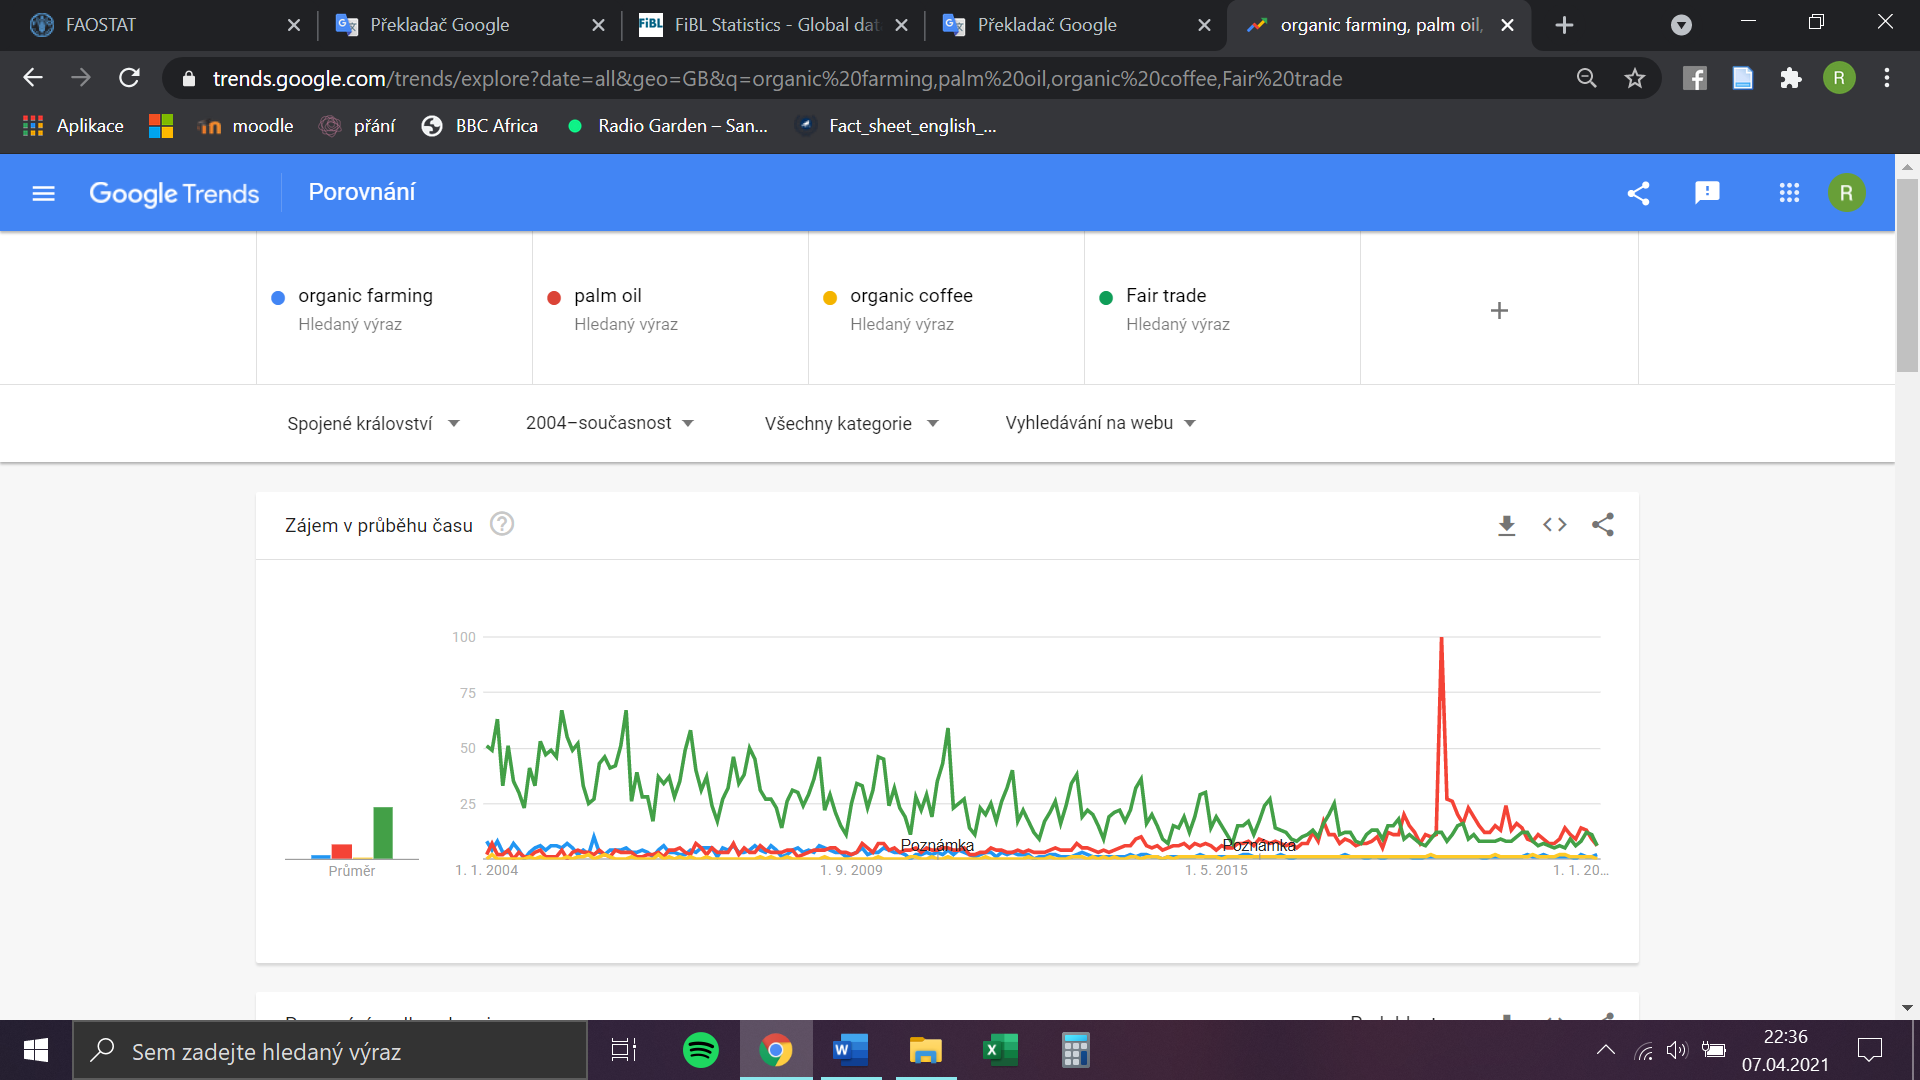 FAOSTAT
Překladač Google
FiBL Statistics - Global dat
Překladač Google
organic farming, palm oil,
trends.google.com/trends/explore?date=all&geo=GB&q=organic%20farming,palm%20oil,organic%20coffee,Fair%20trade
R
Aplikace
moodle
přání
BBC Africa
Radio Garden – San...
Fact_sheet_english_...
Google Trends
Porovnání
R
organic farming
Hledaný výraz
palm oil
Hledaný výraz
organic coffee
Hledaný výraz
Fair trade
Hledaný výraz
+
Spojené království
2004–současnost
Všechny kategorie
Vyhledávání na webu
Zájem v průběhu času
100
75
50
25
Poznámka
Poznámka
Průměr
1. 1. 2004
1. 9. 2009
1. 5. 2015
1. 1. 20...
Sem zadejte hledaný výraz
22:36
07.04.2021